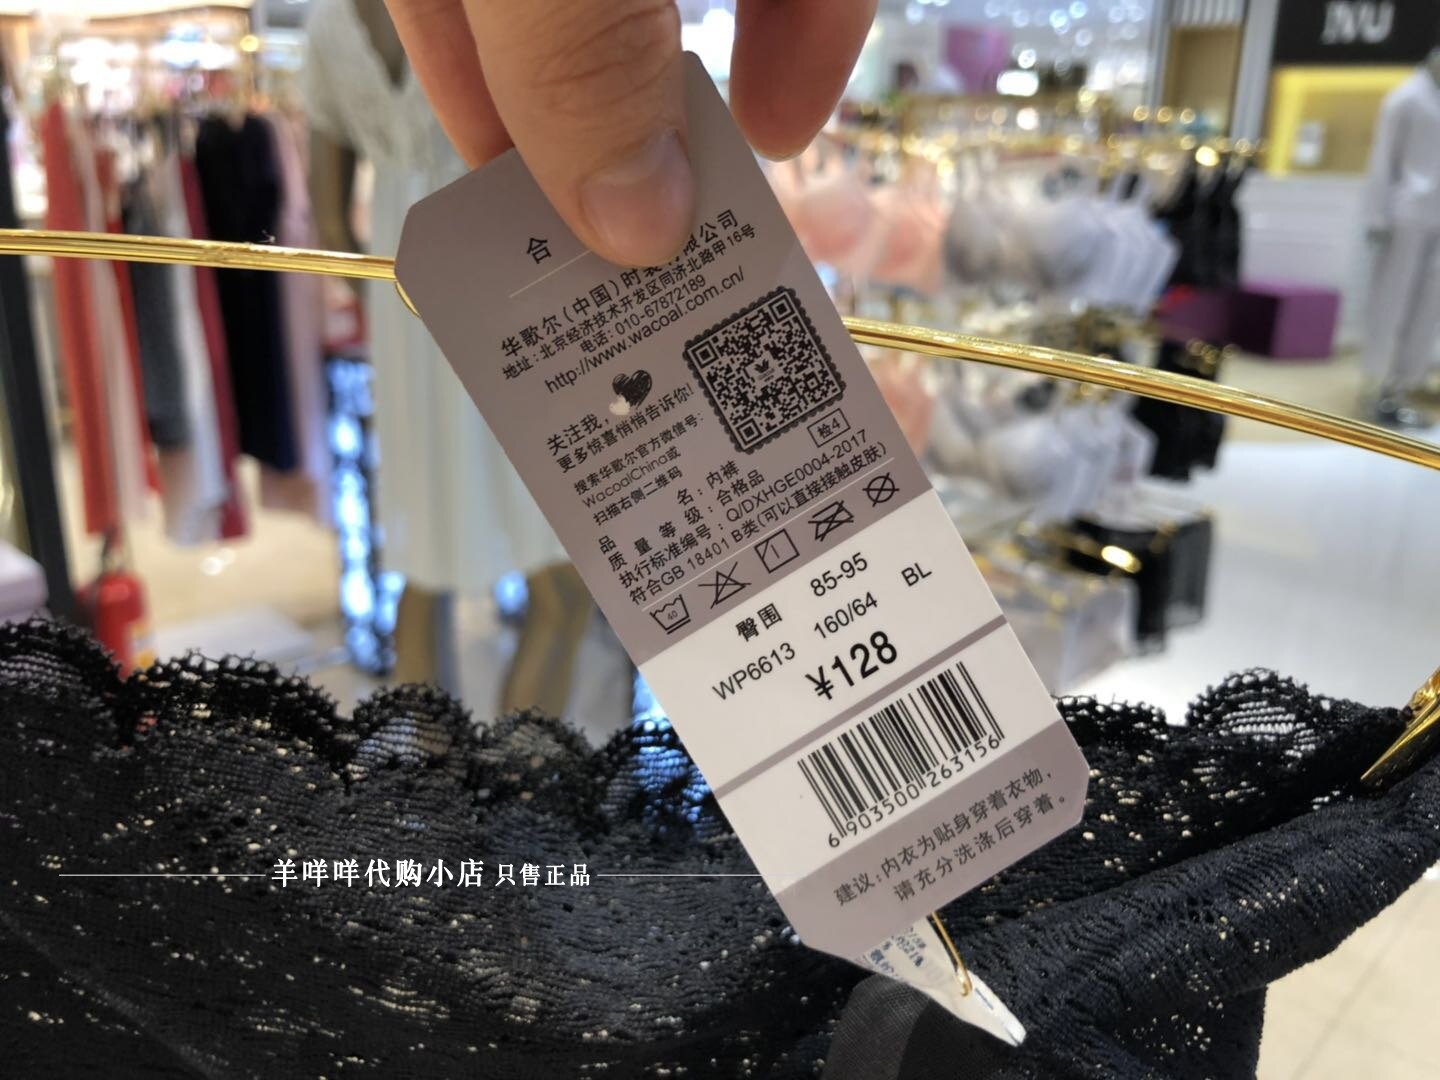 合
华歌尔(中国)时装有限公司
地址:北京经济技术开发区同济北路甲16号
电话:010-67872189
http://www.wacoal.com.cn/
关注我,
更多惊喜悄悄告诉你!
搜索华歌尔官方微信号:
WacoalChina或
扫描右侧二维码
检4
品 名:内裤
质 量 等 级:合格品
执行标准编号:Q/DXHGE0004-2017
符合GB 18401 B类(可以直接接触皮肤)
40
臀围 85-95
WP6613 160/64 BL
¥128
6903500263156
建议:内衣为贴身穿着衣物,
请充分洗涤后穿着。
羊咩咩代购小店 只售正品